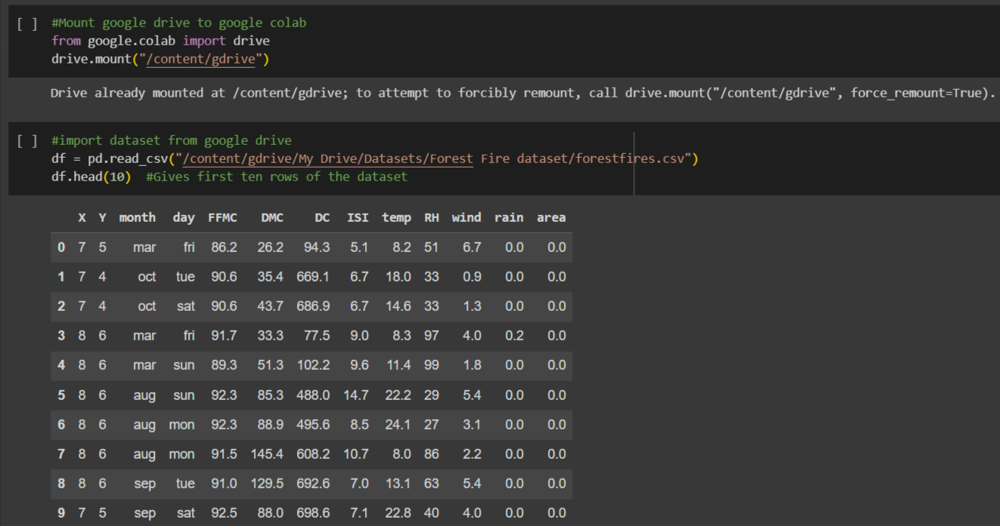 [ ] #Mount google drive to google colab
from google.colab import drive
drive.mount("/content/gdrive")
Drive already mounted at /content/gdrive; to attempt to forcibly remount, call drive.mount("/content/gdrive", force_remount=True).
[ ] #import dataset from google drive
df = pd.read_csv("/content/gdrive/My Drive/Datasets/Forest Fire dataset/forestfires.csv")
df.head(10)  #Gives first ten rows of the dataset
X Y month day FFMC DMC DC ISI temp RH wind rain area
0 7 5 mar fri 86.2 26.2 94.3 5.1 8.2 51 6.7 0.0 0.0
1 7 4 oct tue 90.6 35.4 669.1 6.7 18.0 33 0.9 0.0 0.0
2 7 4 oct sat 90.6 43.7 686.9 6.7 14.6 33 1.3 0.0 0.0
3 8 6 mar fri 91.7 33.3 77.5 9.0 8.3 97 4.0 0.2 0.0
4 8 6 mar sun 89.3 51.3 102.2 9.6 11.4 99 1.8 0.0 0.0
5 8 6 aug sun 92.3 85.3 488.0 14.7 22.2 29 5.4 0.0 0.0
6 8 6 aug mon 92.3 88.9 495.6 8.5 24.1 27 3.1 0.0 0.0
7 8 6 aug mon 91.5 145.4 608.2 10.7 8.0 86 2.2 0.0 0.0
8 8 6 sep tue 91.0 129.5 692.6 7.0 13.1 63 5.4 0.0 0.0
9 7 5 sep sat 92.5 88.0 698.6 7.1 22.8 40 4.0 0.0 0.0